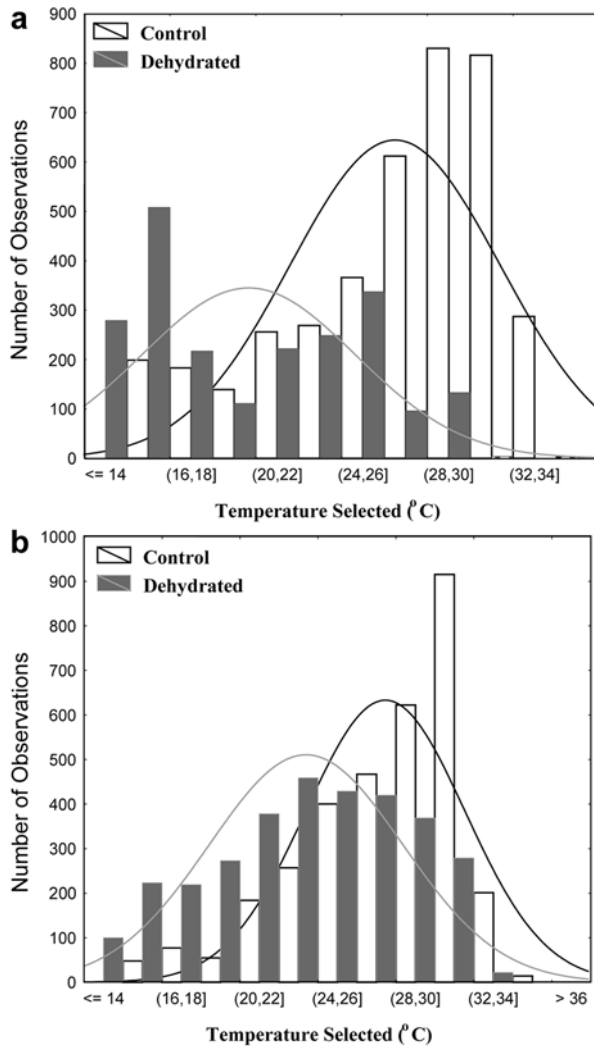 a
Control
Dehydrated
900
800
700
600
500
400
300
200
100
0
Number of Observations
<= 14 (16,18] (20,22] (24,26] (28,30] (32,34]
Temperature Selected (°C)
b
Control
Dehydrated
1000
900
800
700
600
500
400
300
200
100
0
Number of Observations
<= 14 (16,18] (20,22] (24,26] (28,30] (32,34] > 36
Temperature Selected (°C)